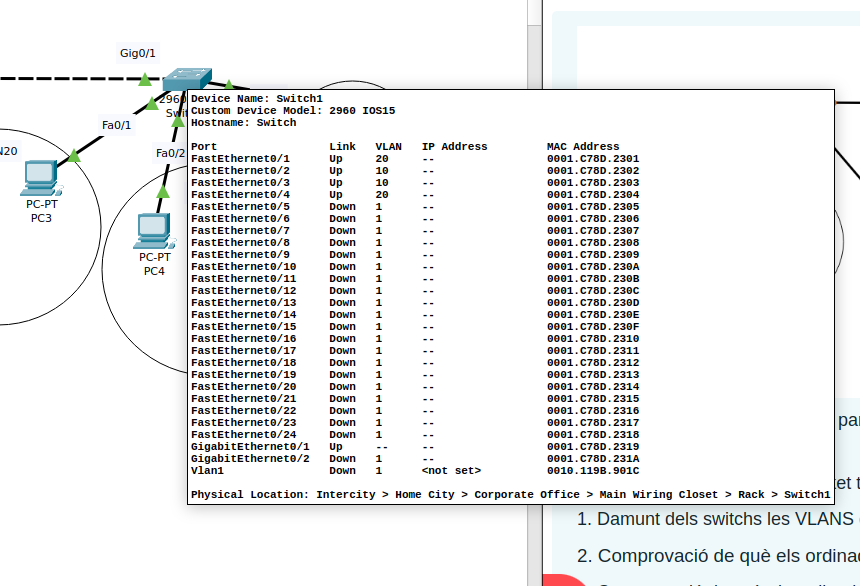 Gig0/1
2960
Swit
Fa0/1
Fa0/2
N20
PC-PT
PC3
PC-PT
PC4
Device Name: Switch1
Custom Device Model: 2960 IOS15
Hostname: Switch
Port Link VLAN IP Address MAC Address
FastEthernet0/1 Up 20 -- 0001.C78D.2301
FastEthernet0/2 Up 10 -- 0001.C78D.2302
FastEthernet0/3 Up 10 -- 0001.C78D.2303
FastEthernet0/4 Up 20 -- 0001.C78D.2304
FastEthernet0/5 Down 1 -- 0001.C78D.2305
FastEthernet0/6 Down 1 -- 0001.C78D.2306
FastEthernet0/7 Down 1 -- 0001.C78D.2307
FastEthernet0/8 Down 1 -- 0001.C78D.2308
FastEthernet0/9 Down 1 -- 0001.C78D.2309
FastEthernet0/10 Down 1 -- 0001.C78D.230A
FastEthernet0/11 Down 1 -- 0001.C78D.230B
FastEthernet0/12 Down 1 -- 0001.C78D.230C
FastEthernet0/13 Down 1 -- 0001.C78D.230D
FastEthernet0/14 Down 1 -- 0001.C78D.230E
FastEthernet0/15 Down 1 -- 0001.C78D.230F
FastEthernet0/16 Down 1 -- 0001.C78D.2310
FastEthernet0/17 Down 1 -- 0001.C78D.2311
FastEthernet0/18 Down 1 -- 0001.C78D.2312
FastEthernet0/19 Down 1 -- 0001.C78D.2313
FastEthernet0/20 Down 1 -- 0001.C78D.2314
FastEthernet0/21 Down 1 -- 0001.C78D.2315
FastEthernet0/22 Down 1 -- 0001.C78D.2316
FastEthernet0/23 Down 1 -- 0001.C78D.2317
FastEthernet0/24 Down 1 -- 0001.C78D.2318
GigabitEthernet0/1 Up -- -- 0001.C78D.2319
GigabitEthernet0/2 Down 1 -- 0001.C78D.231A
Vlan1 Down 1 <not set> 0010.119B.901C
Physical Location: Intercity > Home City > Corporate Office > Main Wiring Closet > Rack > Switch1
par
tet t
1. Damunt dels switchs les VLANS
2. Comprovació de què els ordinad